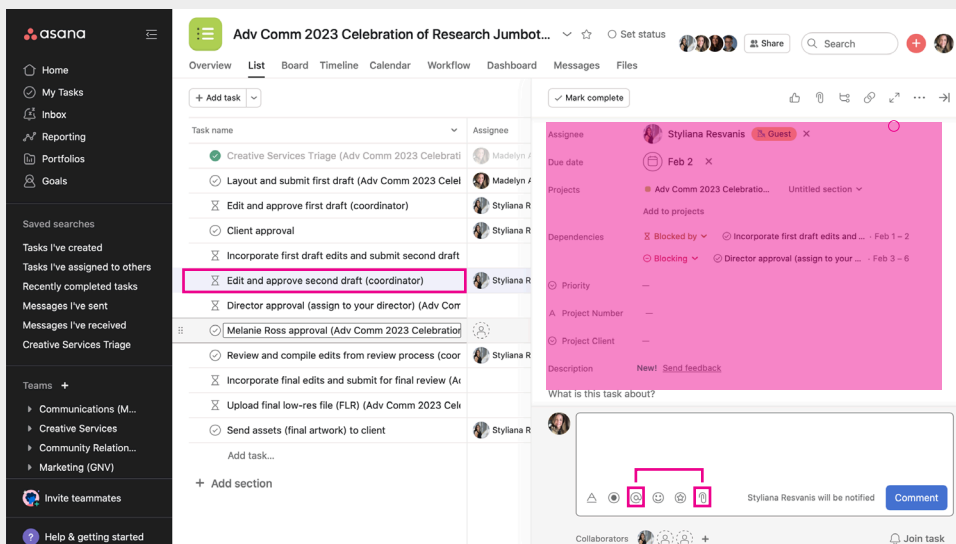 asana
Home
My Tasks
Inbox
Reporting
Portfolios
Goals
Saved searches
Tasks I've created
Tasks I've assigned to others
Recently completed tasks
Messages I've sent
Messages I've received
Creative Services Triage
Teams +
Communications (M...
Creative Services
Community Relation...
Marketing (GNV)
Invite teammates
? Help & getting started
Adv Comm 2023 Celebration of Research Jumbot... Set status
Share
Search
Overview List Board Timeline Calendar Workflow Dashboard Messages Files
+ Add task
Task name Assignee
Creative Services Triage (Adv Comm 2023 Celebrati Madelyn A
Layout and submit first draft (Adv Comm 2023 Celel Madelyn A
Edit and approve first draft (coordinator) Styliana R
Client approval Styliana R
Incorporate first draft edits and submit second draft
Edit and approve second draft (coordinator) Styliana R
Director approval (assign to your director) (Adv Com
Melanie Ross approval (Adv Comm 2023 Celebration
Review and compile edits from review process (coor Styliana R
Incorporate final edits and submit for final review (A
Upload final low-res file (FLR) (Adv Comm 2023 Cele
Send assets (final artwork) to client Styliana R
Add task...
+ Add section
Mark complete
Assignee Styliana Resvanis Guest
Due date Feb 2
Projects Adv Comm 2023 Celebratio... Untitled section
Add to projects
Dependencies Blocked by Incorporate first draft edits and ... · Feb 1 – 2
Blocking Director approval (assign to your ... · Feb 3 – 6
Priority —
A Project Number —
Project Client —
Description New! Send feedback
What is this task about?
Styliana Resvanis will be notified Comment
Collaborators + Join task